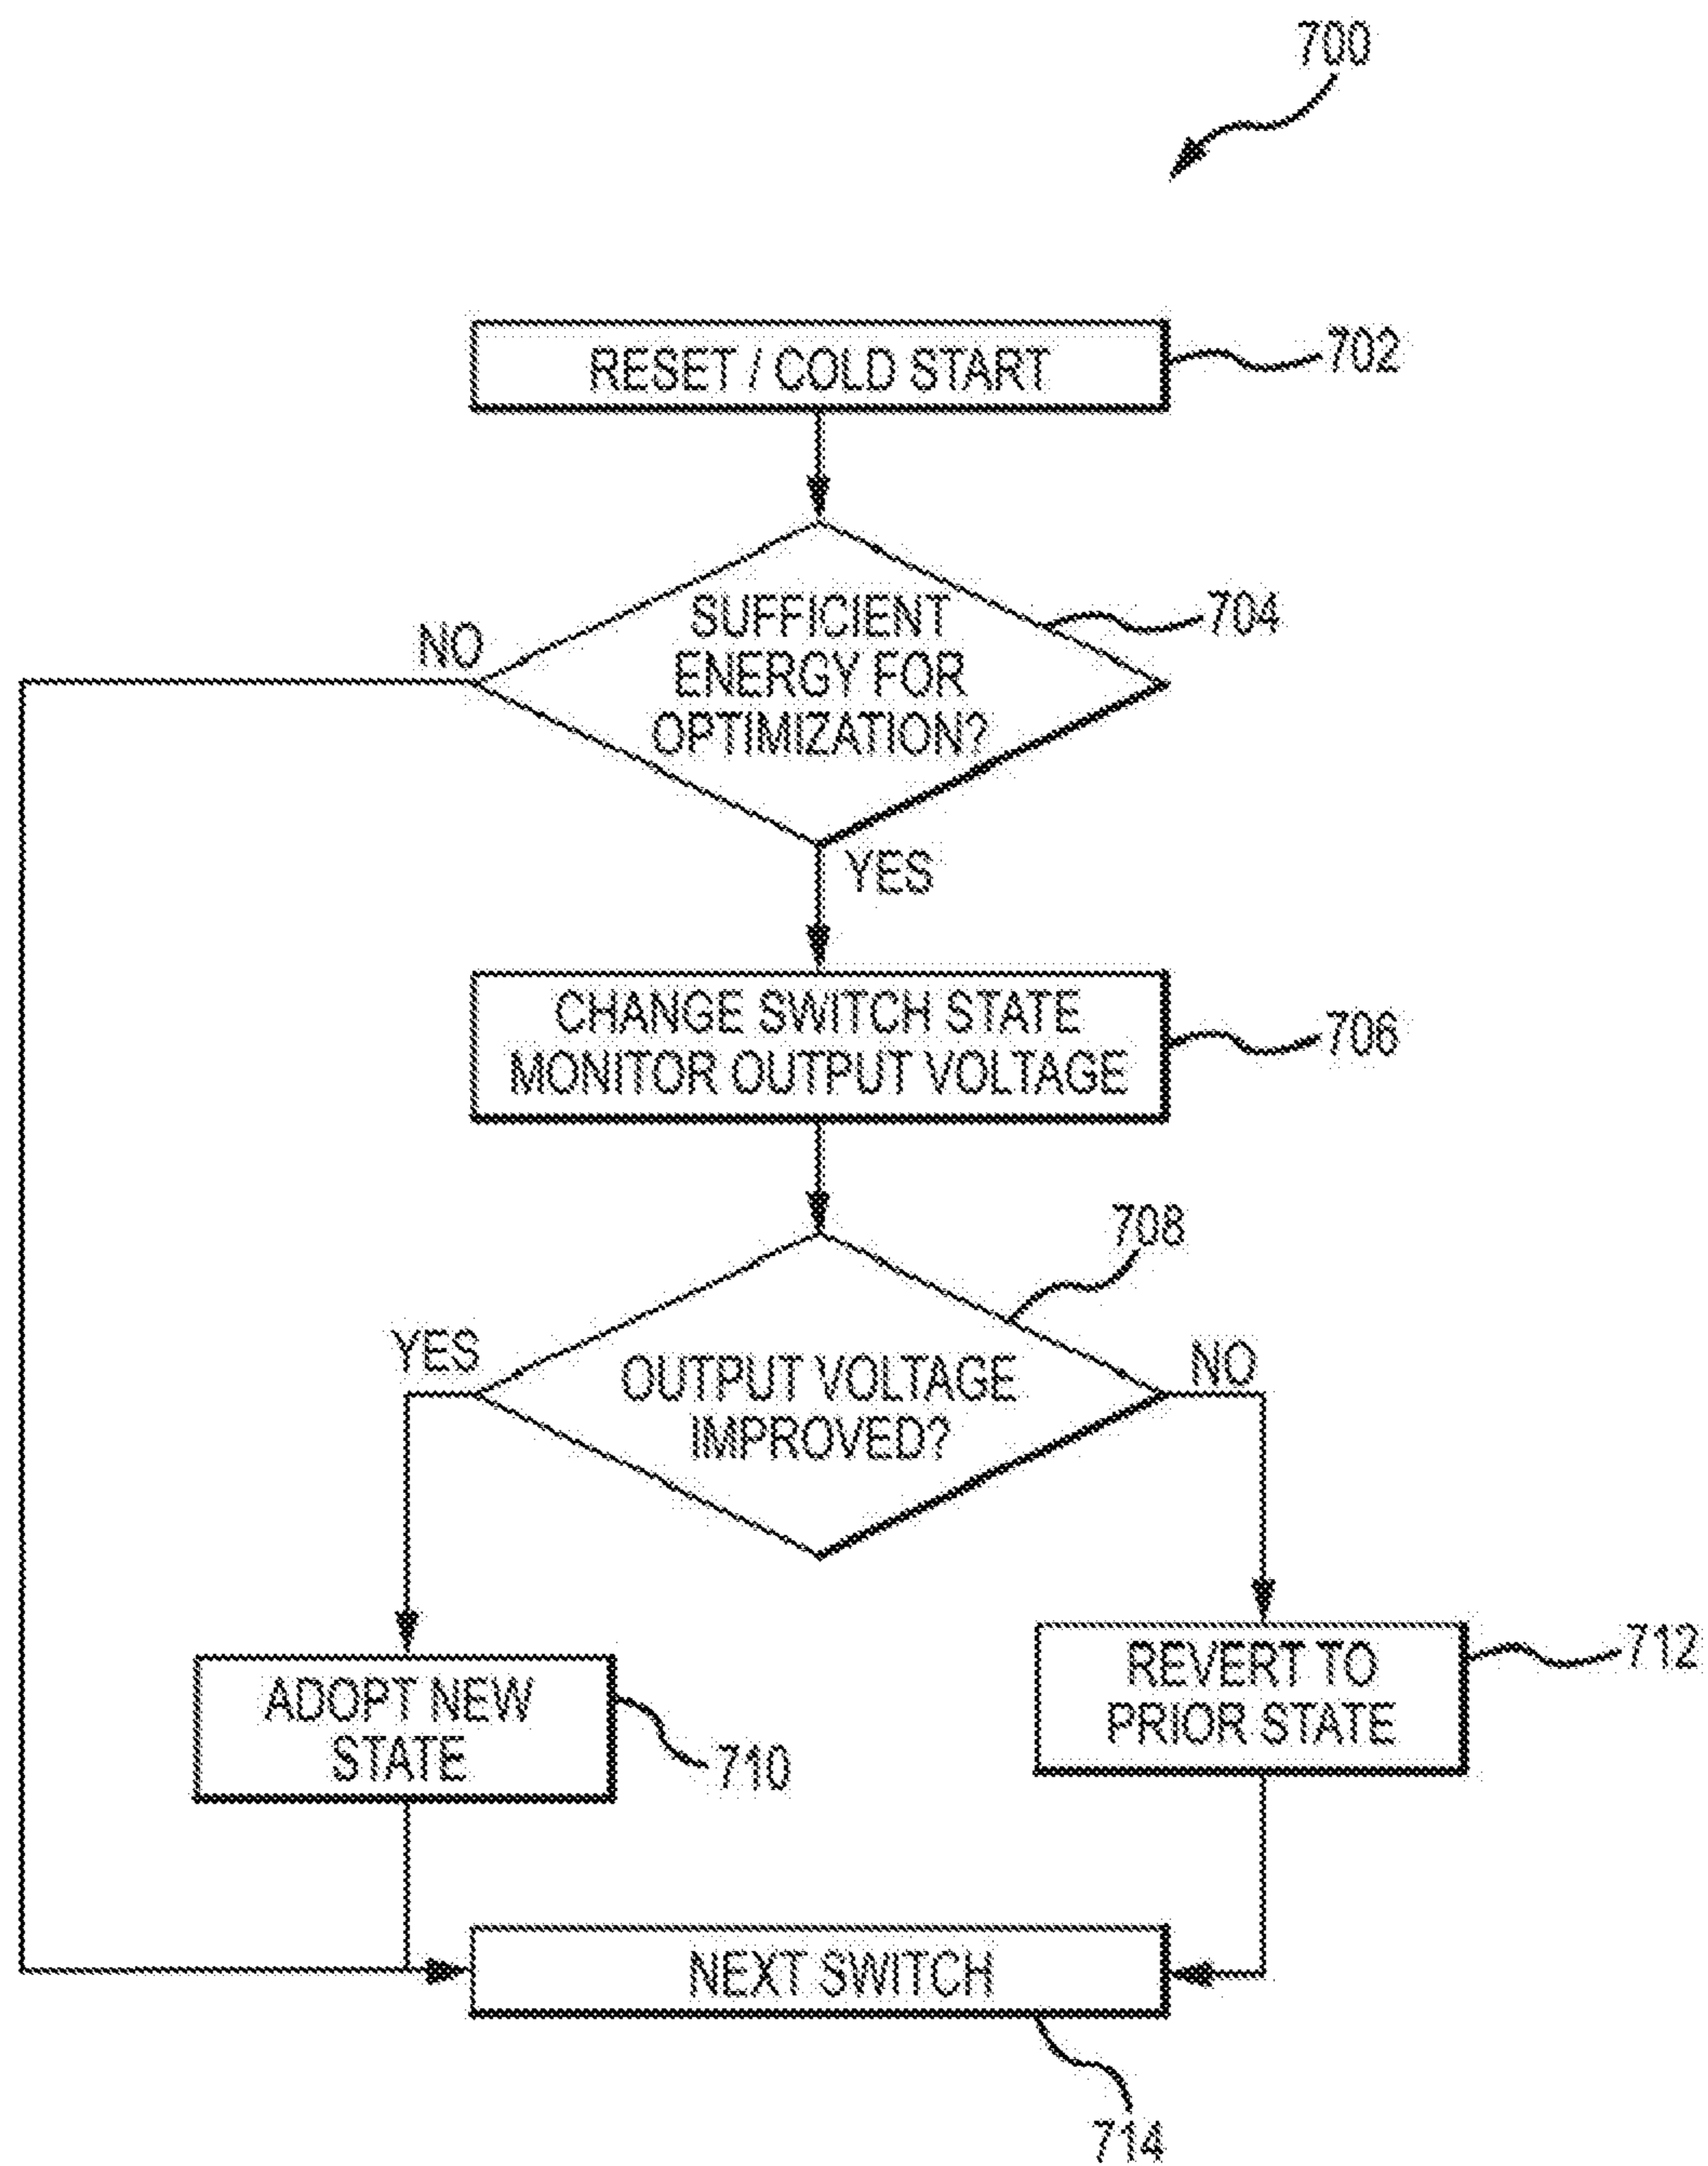 700
RESET / COLD START
702
SUFFICIENT
ENERGY FOR
OPTIMIZATION?
704
NO
YES
CHANGE SWITCH STATE
MONITOR OUTPUT VOLTAGE
706
708
YES
OUTPUT VOLTAGE
IMPROVED?
NO
ADOPT NEW
STATE
710
REVERT TO
PRIOR STATE
712
NEXT SWITCH
714